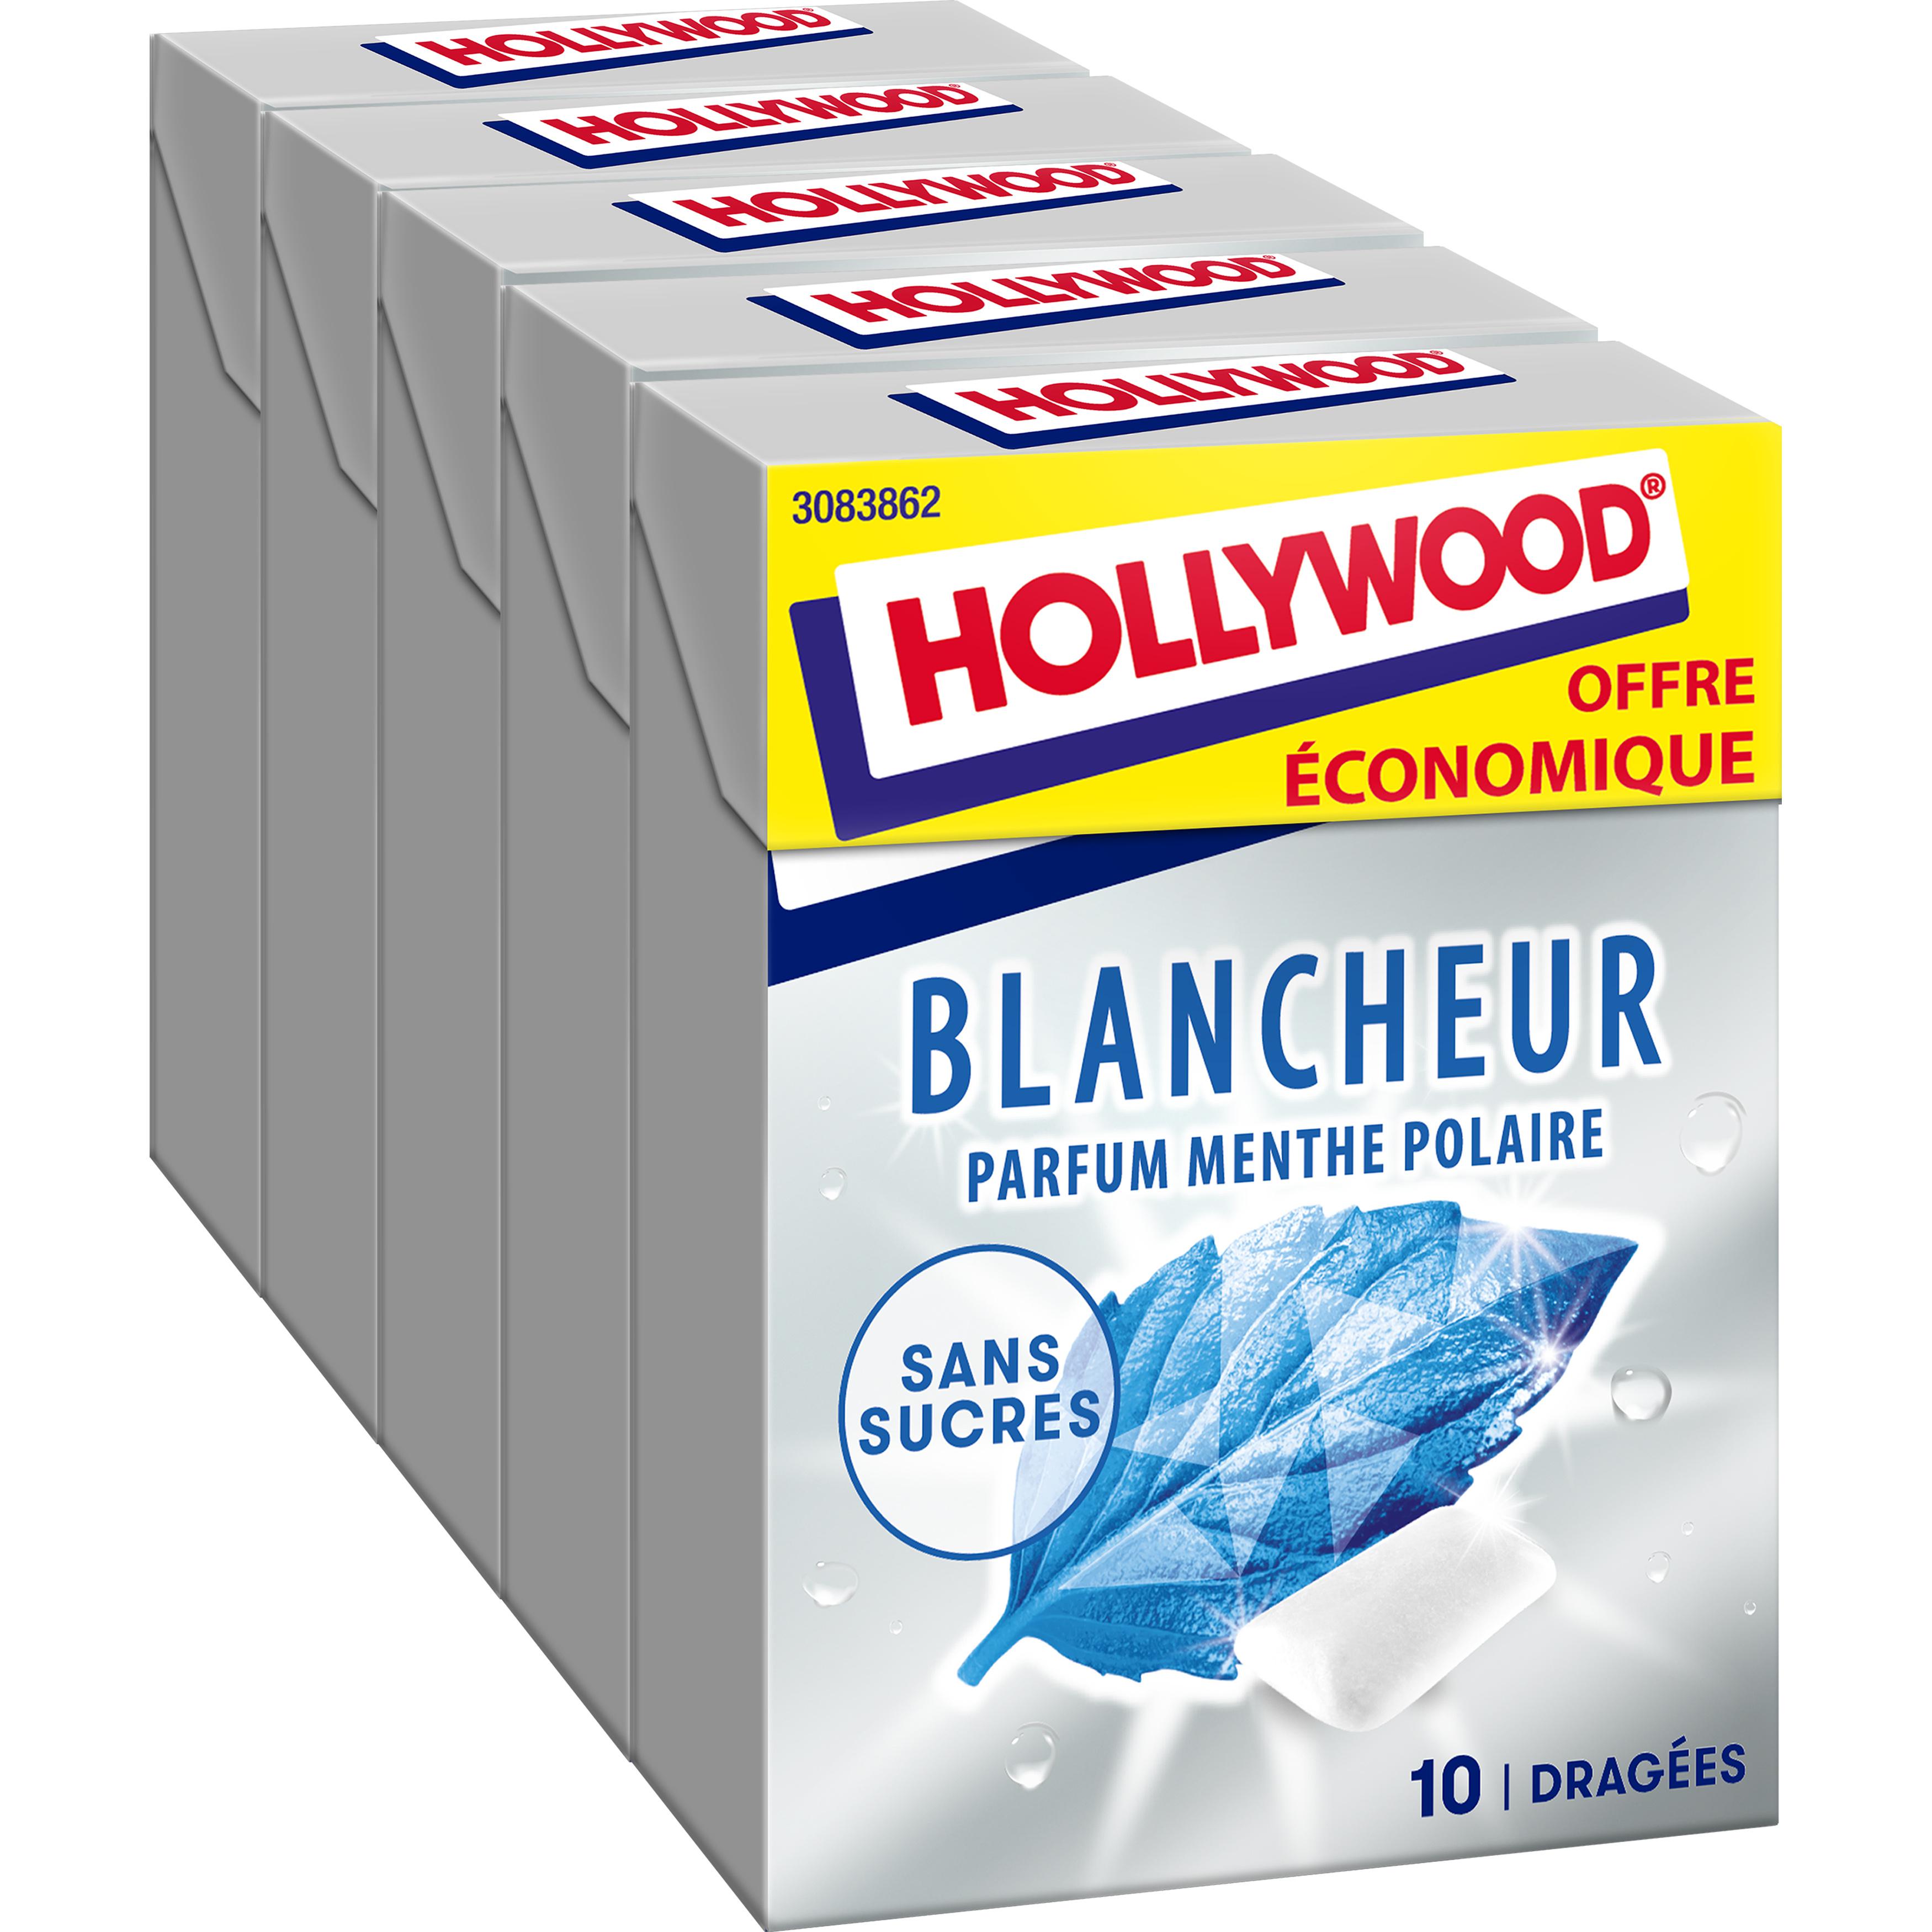 HOLLYWOOD®
HOLLYWOOD®
HOLLYWOOD®
HOLLYWOOD®
HOLLYWOOD®
3083862
HOLLYWOOD®
OFFRE
ÉCONOMIQUE
BLANCHEUR
PARFUM MENTHE POLAIRE
SANS
SUCRES
10 | DRAGÉES